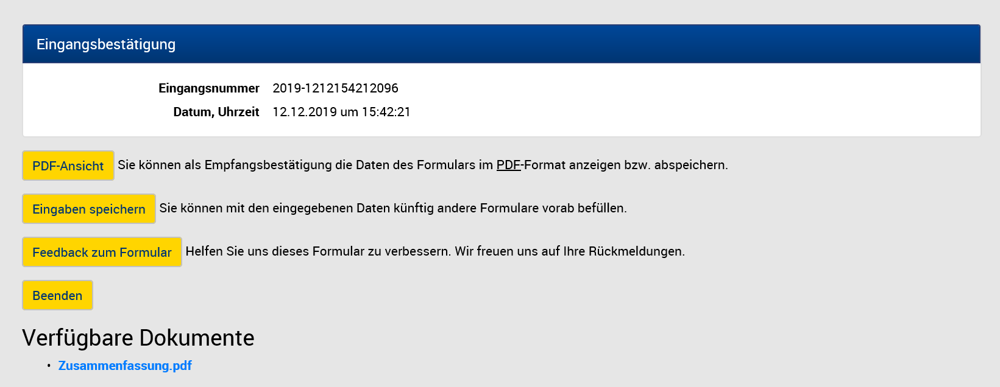 Eingangsbestätigung
Eingangsnummer 2019-1212154212096
Datum, Uhrzeit 12.12.2019 um 15:42:21
PDF-Ansicht Sie können als Empfangsbestätigung die Daten des Formulars im PDF-Format anzeigen bzw. abspeichern.
Eingaben speichern Sie können mit den eingegebenen Daten künftig andere Formulare vorab befüllen.
Feedback zum Formular Helfen Sie uns dieses Formular zu verbessern. Wir freuen uns auf Ihre Rückmeldungen.
Beenden
Verfügbare Dokumente
• Zusammenfassung.pdf